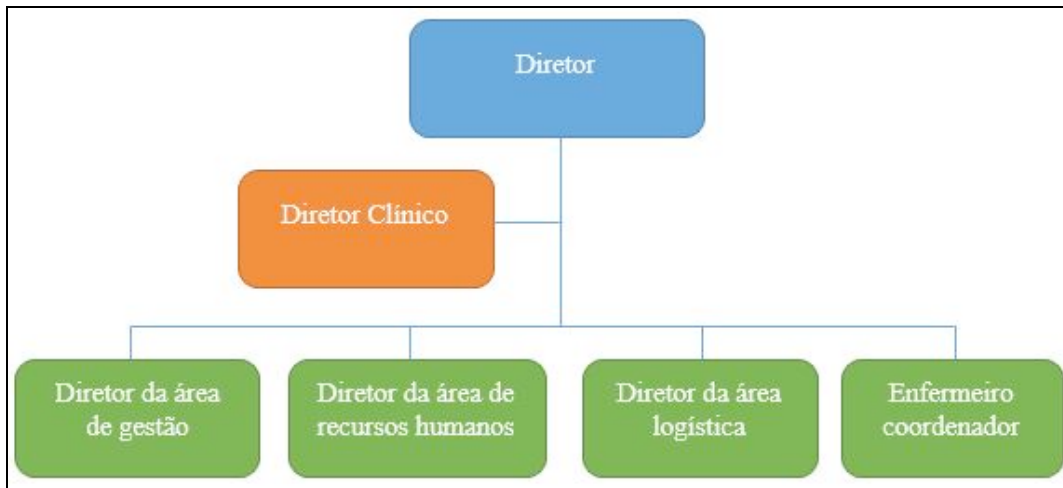 Diretor
Diretor Clínico
Diretor da área
de gestão
Diretor da área de
recursos humanos
Diretor da área
logística
Enfermeiro
coordenador